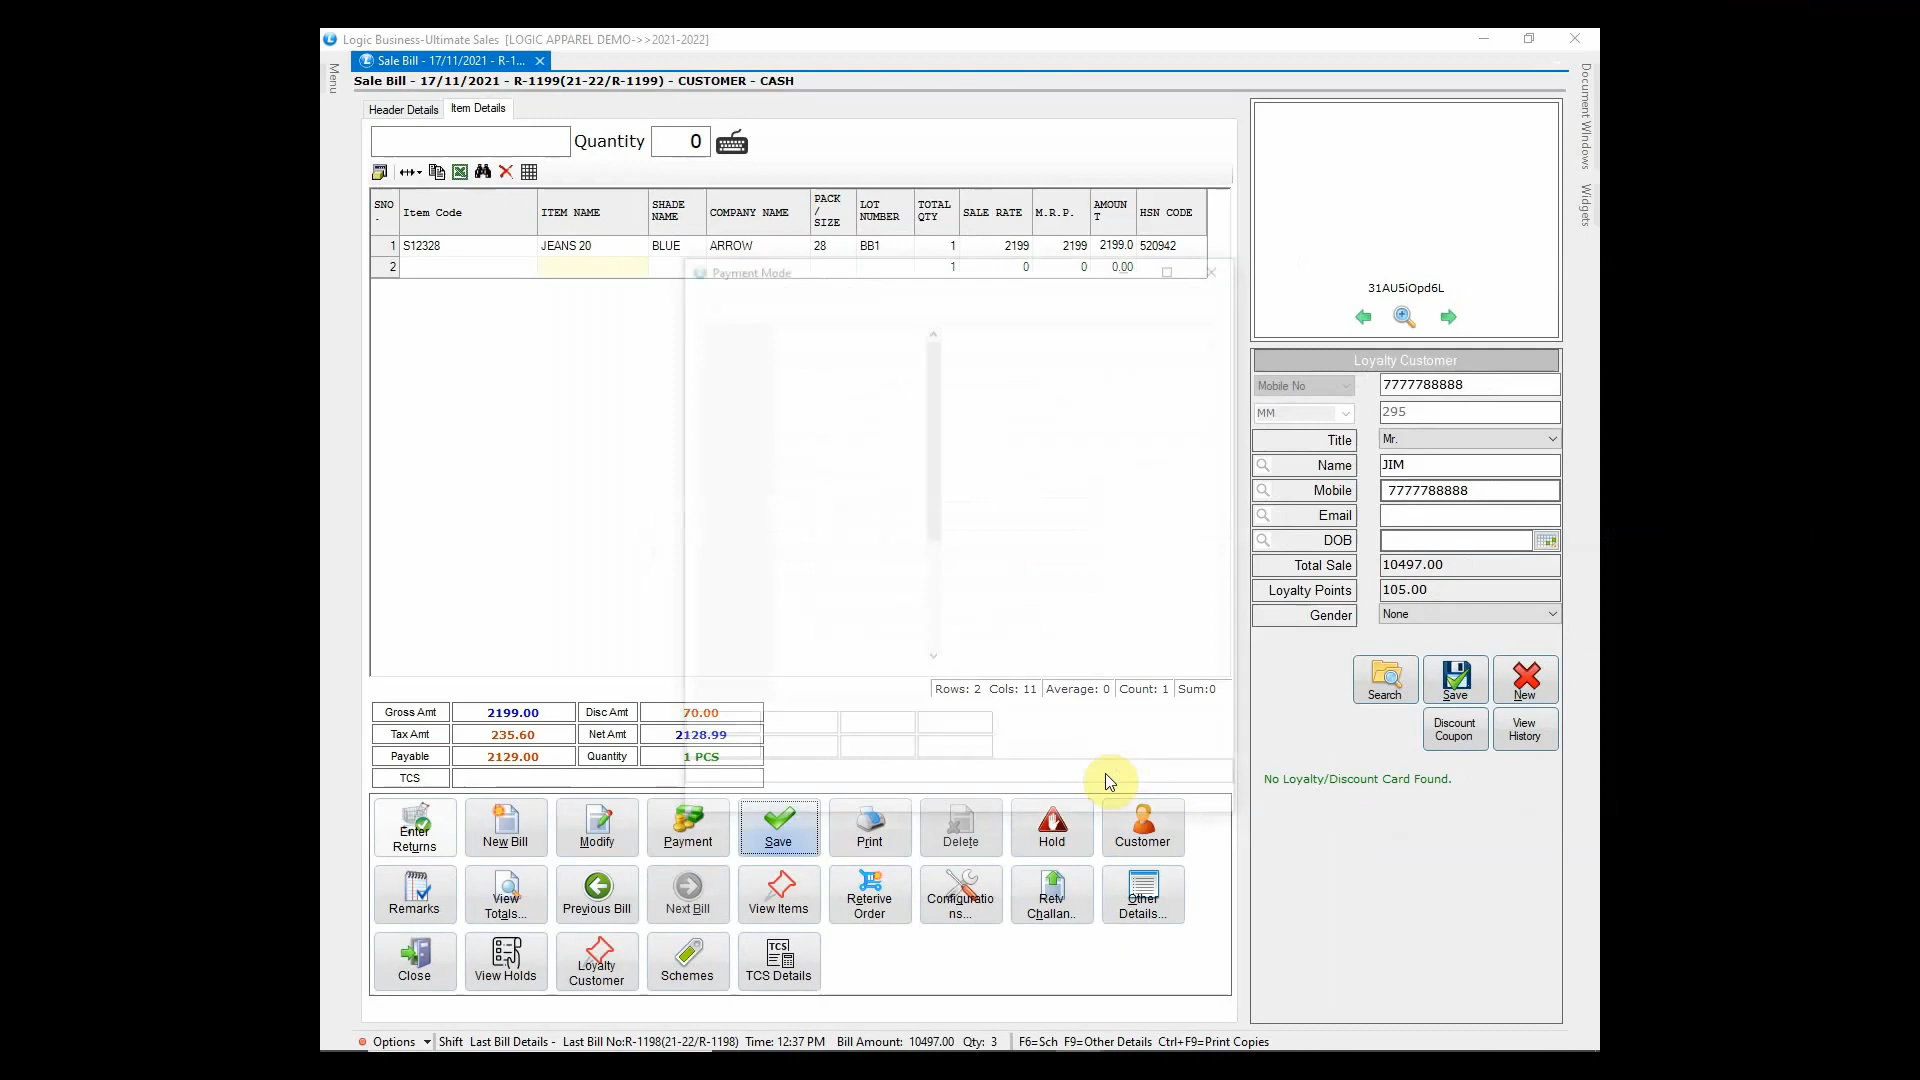 Logic Business-Ultimate Sales [LOGIC APPAREL DEMO->>2021-2022]
Menu
Sale Bill - 17/11/2021 - R-1...
Sale Bill - 17/11/2021 - R-1199(21-22/R-1199) - CUSTOMER - CASH
Document Windows
Widgets
Header Details Item Details
Quantity 0
SNO. Item Code ITEM NAME SHADE NAME COMPANY NAME PACK / SIZE LOT NUMBER TOTAL QTY SALE RATE M.R.P. AMOUNT HSN CODE
1 S12328 JEANS 20 BLUE ARROW 28 BB1 1 2199 2199 2199.0 520942
2 1 0 0 0.00
Payment Mode
Rows: 2 Cols: 11 Average: 0 Count: 1 Sum:0
Gross Amt 2199.00 Disc Amt 70.00
Tax Amt 235.60 Net Amt 2128.99
Payable 2129.00 Quantity 1 PCS
TCS
Enter Returns
New Bill
Modify
Payment
Save
Print
Delete
Hold
Customer
Remarks
View Totals...
Previous Bill
Next Bill
View Items
Reterive Order
Configurations...
Retv Challan..
Other Details...
Close
View Holds
Loyalty Customer
Schemes
TCS
TCS Details
31AU5iOpd6L
Loyalty Customer
Mobile No 7777788888
MM 295
Title Mr.
Name JIM
Mobile 7777788888
Email
DOB
Total Sale 10497.00
Loyalty Points 105.00
Gender None
Search
Save
New
Discount Coupon
View History
No Loyalty/Discount Card Found.
Options Shift Last Bill Details - Last Bill No:R-1198(21-22/R-1198) Time: 12:37 PM Bill Amount: 10497.00 Qty: 3 F6=Sch F9=Other Details Ctrl+F9=Print Copies